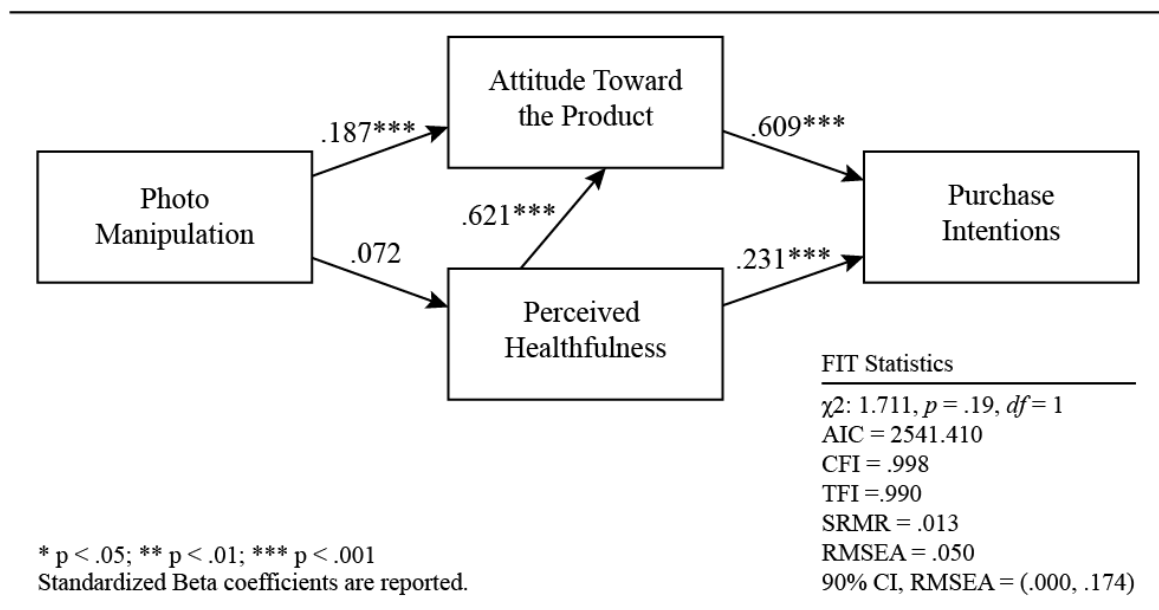 Attitude Toward
the Product
.187***
.609***
Photo
Manipulation
Purchase
Intentions
.621***
.072
.231***
Perceived
Healthfulness
FIT Statistics
χ2: 1.711, p = .19, df = 1
AIC = 2541.410
CFI = .998
TFI =.990
SRMR = .013
RMSEA = .050
90% CI, RMSEA = (.000, .174)
* p < .05; ** p < .01; *** p < .001
Standardized Beta coefficients are reported.